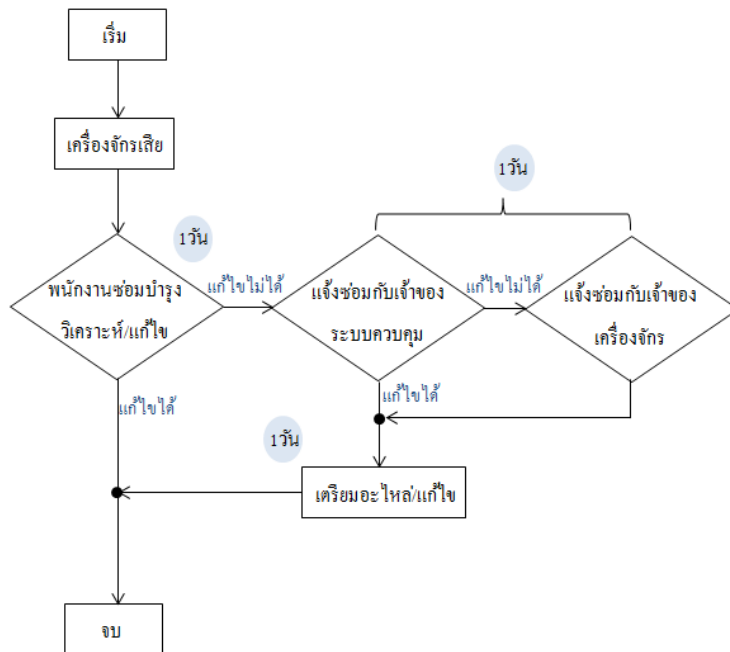 เริ่ม
เครื่องจักรเสีย
1วัน
1วัน
พนักงานซ่อมบำรุง
วิเคราะห์/แก้ไข
แก้ไขไม่ได้
แจ้งซ่อมกับเจ้าของ
ระบบควบคุม
แก้ไขไม่ได้
แจ้งซ่อมกับเจ้าของ
เครื่องจักร
แก้ไขได้
แก้ไขได้
1วัน
เตรียมอะไหล่/แก้ไข
จบ